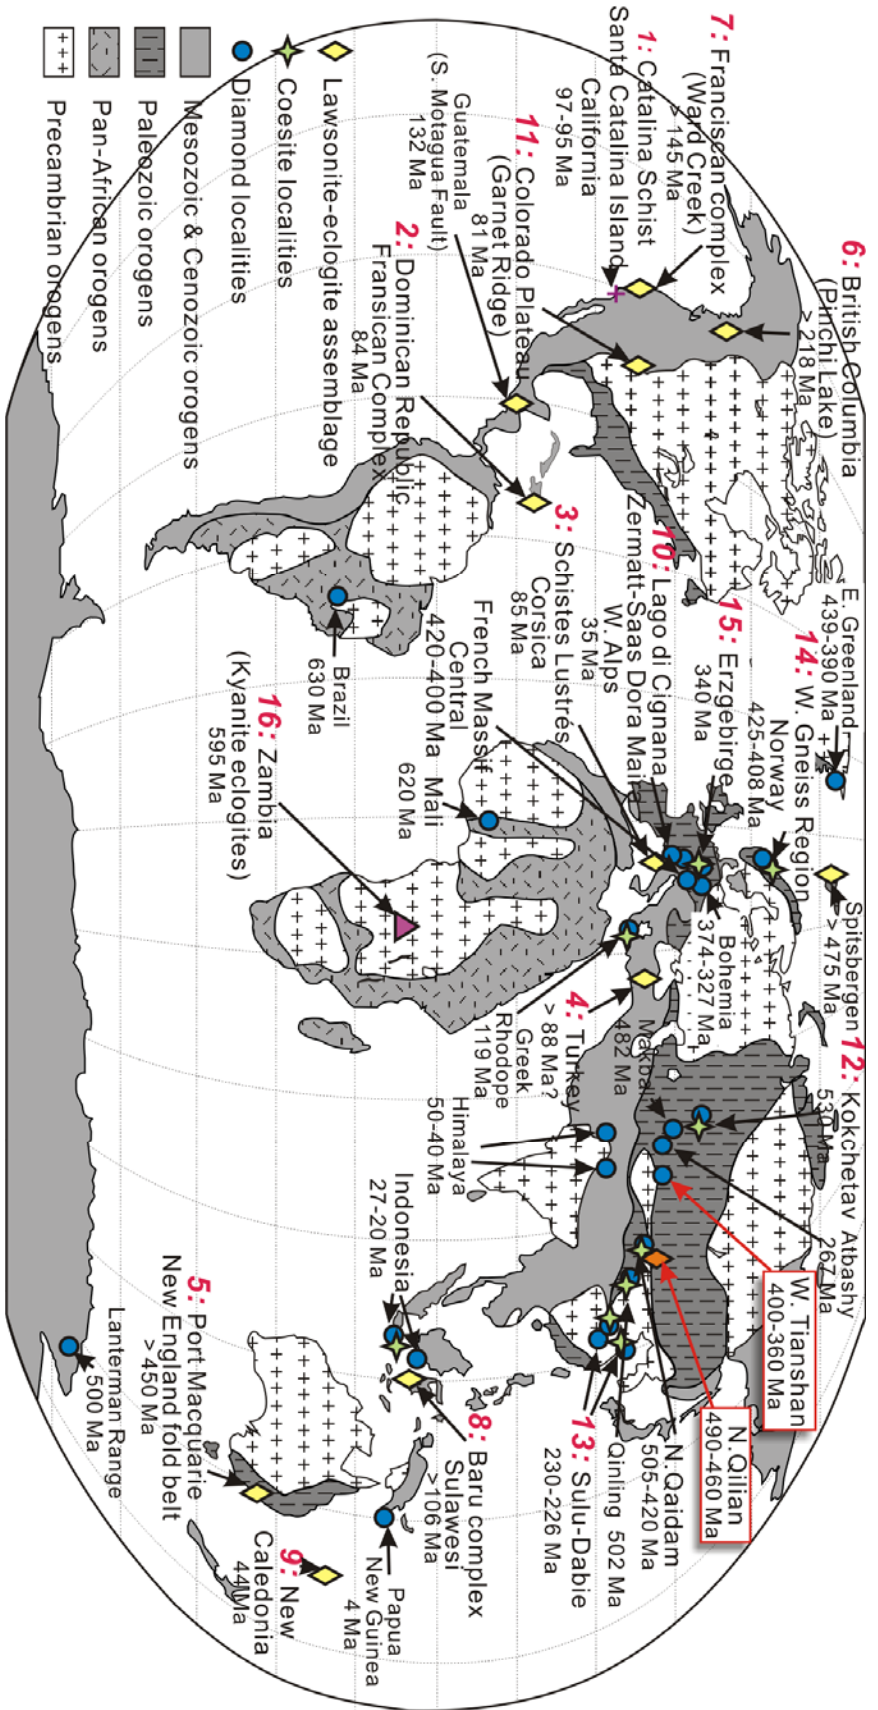 7: Franciscan complex
(Ward Creek)
> 145 Ma
1: Catalina Schist
Santa Catalina Island
California
97-95 Ma
11: Colorado Plateau
(Garnet Ridge)
81 Ma
Guatemala
(S. Motagua Fault)
132 Ma
2: Dominican Republic
Fransican Complex
84 Ma
6: British Columbia
(Pinchi Lake)
> 218 Ma
E. Greenland
439-390 Ma
14: W. Gneiss Region
Norway
425-408 Ma
15: Erzgebirge
340 Ma
10: Lago di Cignana
Zermatt-Saas Dora Maira
W. Alps
35 Ma
3: Schistes Lustrés
Corsica
85 Ma
French Massif
Central
420-400 Ma
Mali
620 Ma
Brazil
630 Ma
16: Zambia
(Kyanite eclogites)
595 Ma
Spitsbergen
> 475 Ma
Bohemia
374-327 Ma
12: Kokchetav
530 Ma
Atbashy
267 Ma
Makbal
482 Ma
4: Turkey
> 88 Ma?
Greek
Rhodope
119 Ma
Himalaya
50-40 Ma
W. Tianshan
400-360 Ma
N.Qilian
490-460 Ma
N.Qaidam
505-420 Ma
Qinling 502 Ma
13: Sulu-Dabie
230-226 Ma
Indonesia
27-20 Ma
8: Baru complex
Sulawesi
>106 Ma
Papua
New Guinea
4 Ma
9: New
Caledonia
44 Ma
5: Port Macquarie
New England fold belt
> 450 Ma
Lanterman Range
500 Ma
Lawsonite-eclogite assemblage
Coesite localities
Diamond localities
Mesozoic & Cenozoic orogens
Paleozoic orogens
Pan-African orogens
Precambrian orogens